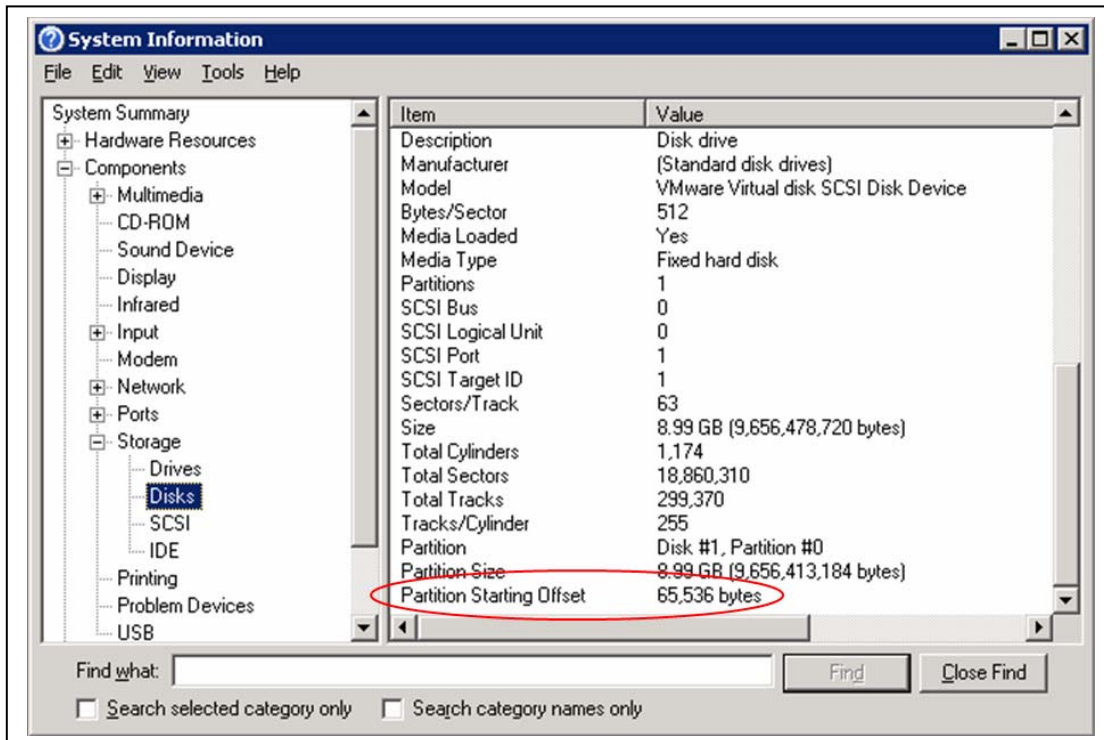 System Information
File Edit View Tools Help
System Summary
Hardware Resources
Components
Multimedia
CD-ROM
Sound Device
Display
Infrared
Input
Modem
Network
Ports
Storage
Drives
Disks
SCSI
IDE
Printing
Problem Devices
USB
Item Value
Description Disk drive
Manufacturer (Standard disk drives)
Model VMware Virtual disk SCSI Disk Device
Bytes/Sector 512
Media Loaded Yes
Media Type Fixed hard disk
Partitions 1
SCSI Bus 0
SCSI Logical Unit 0
SCSI Port 1
SCSI Target ID 1
Sectors/Track 63
Size 8.99 GB (9,656,478,720 bytes)
Total Cylinders 1,174
Total Sectors 18,860,310
Total Tracks 299,370
Tracks/Cylinder 255
Partition Disk #1, Partition #0
Partition Size 8.99 GB (9,656,413,184 bytes)
Partition Starting Offset 65,536 bytes
Find what: Find Close Find
Search selected category only Search category names only